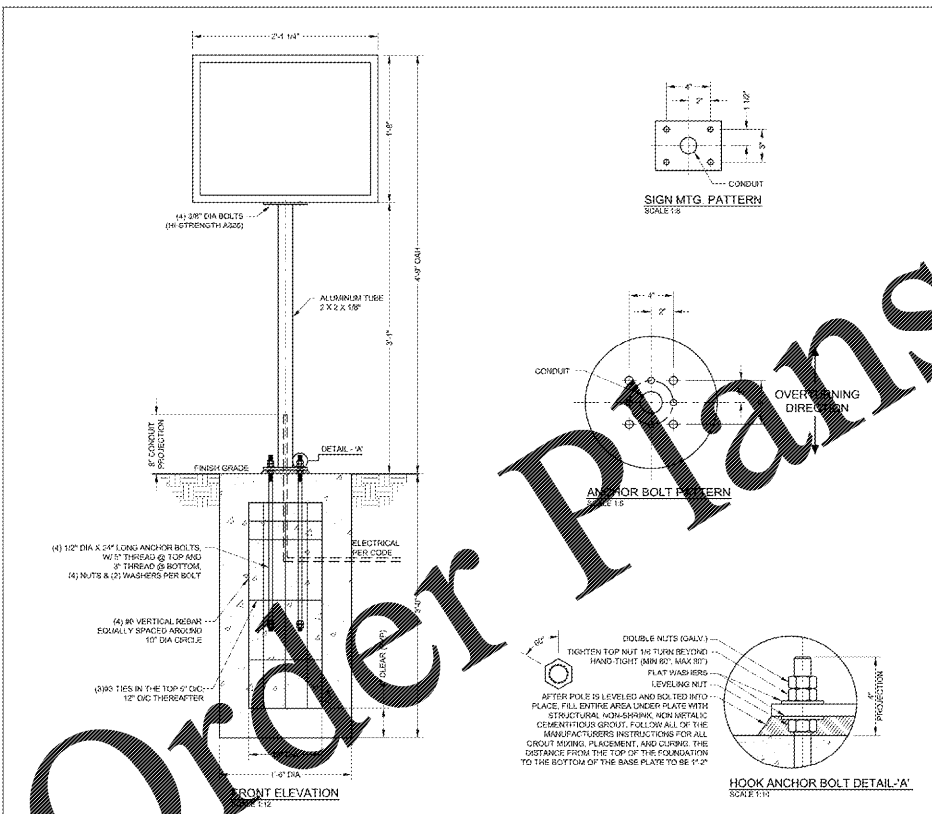 2'-1 1/4"
1'-8"
4'-9" OAH
3'-1"
(4) 3/8" DIA BOLTS
(HI-STRENGTH A325)
ALUMINUM TUBE
2 X 2 X 1/8"
8" CONDUIT
PROJECTION
DETAIL - 'A'
FINISH GRADE
(4) 1/2" DIA X 24" LONG ANCHOR BOLTS,
W/ THREAD @ TOP AND
THREAD @ BOTTOM,
(4) NUTS & (2) WASHERS PER BOLT
ELECTRICAL
PER CODE
(4) VERTICAL REBAR
EQUALLY SPACED AROUND
10" DIA CIRCLE
(3)#3 TIES IN THE TOP 5" O/C
12" O/C THEREAFTER
CLEAR
1'-6" DIA
FRONT ELEVATION
SCALE 1:12
4"
2"
1 1/2"
3"
CONDUIT
SIGN MTG. PATTERN
SCALE 1:8
4"
2"
CONDUIT
OVERTURNING
DIRECTION
ANCHOR BOLT PATTERN
SCALE 1:8
60°
DOUBLE NUTS (GALV.)
TIGHTEN TOP NUT 1/6 TURN BEYOND
HAND-TIGHT (MIN 60°, MAX 80°)
FLAT WASHERS
LEVELING NUT
AFTER POLE IS LEVELED AND BOLTED INTO
PLACE, FILL ENTIRE AREA UNDER PLATE WITH
STRUCTURAL NON-SHRINK, NON METALIC
CEMENTITIOUS GROUT. FOLLOW ALL OF THE
MANUFACTURERS INSTRUCTIONS FOR ALL
GROUT MIXING, PLACEMENT, AND CURING. THE
DISTANCE FROM THE TOP OF THE FOUNDATION
TO THE BOTTOM OF THE BASE PLATE TO BE 1"-2"
4"
PROJECTION
HOOK ANCHOR BOLT DETAIL-'A'
Order Plans